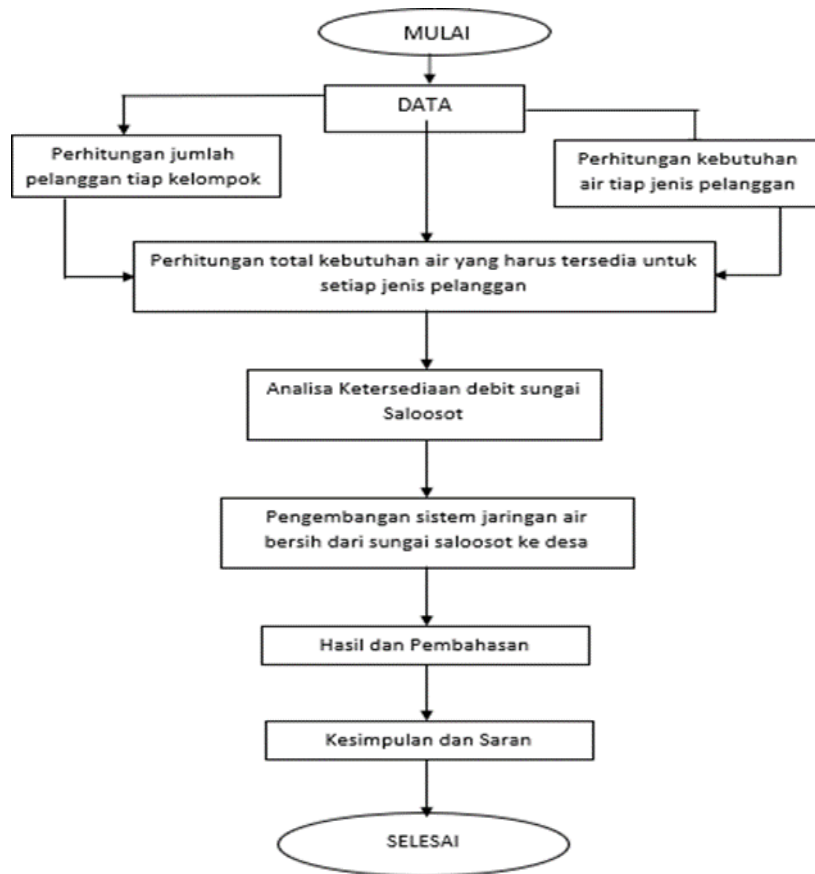 MULAI
DATA
Perhitungan jumlah
pelanggan tiap kelompok
Perhitungan kebutuhan
air tiap jenis pelanggan
Perhitungan total kebutuhan air yang harus tersedia untuk
setiap jenis pelanggan
Analisa Ketersediaan debit sungai
Saloosot
Pengembangan sistem jaringan air
bersih dari sungai saloosot ke desa
Hasil dan Pembahasan
Kesimpulan dan Saran
SELESAI